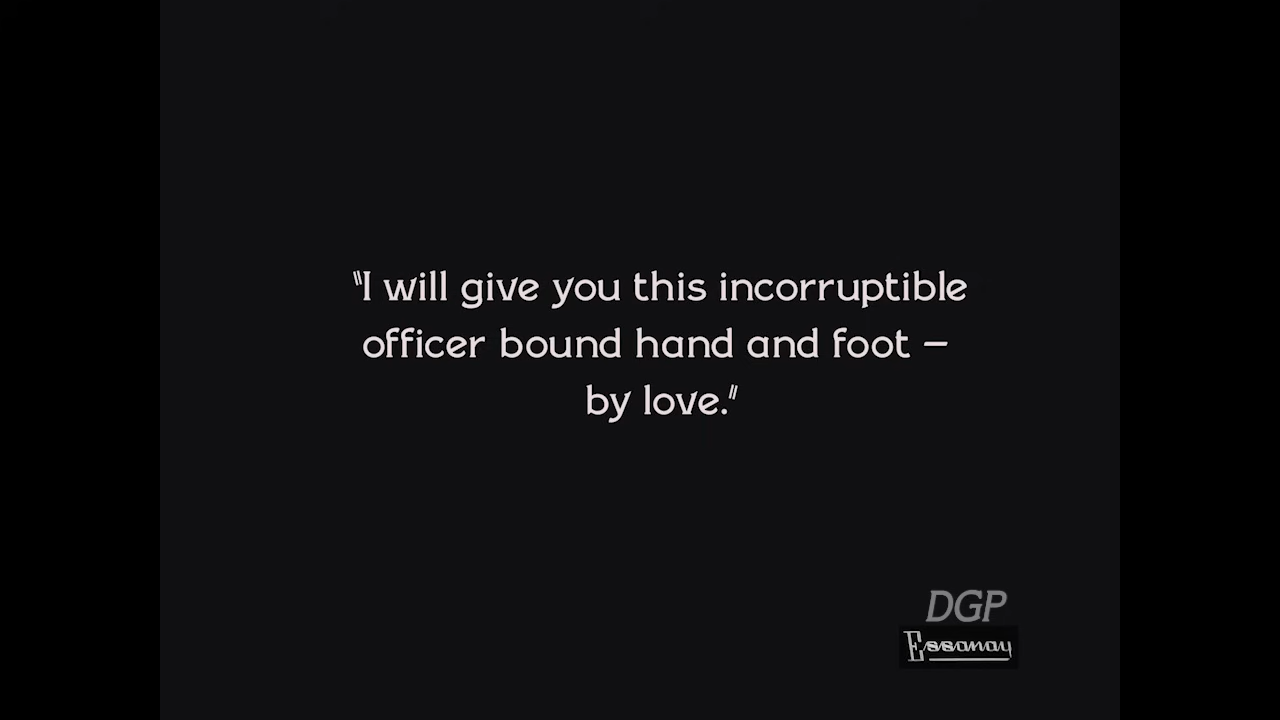 "I will give you this incorruptible
officer bound hand and foot –
by love."
DGP
Essanay